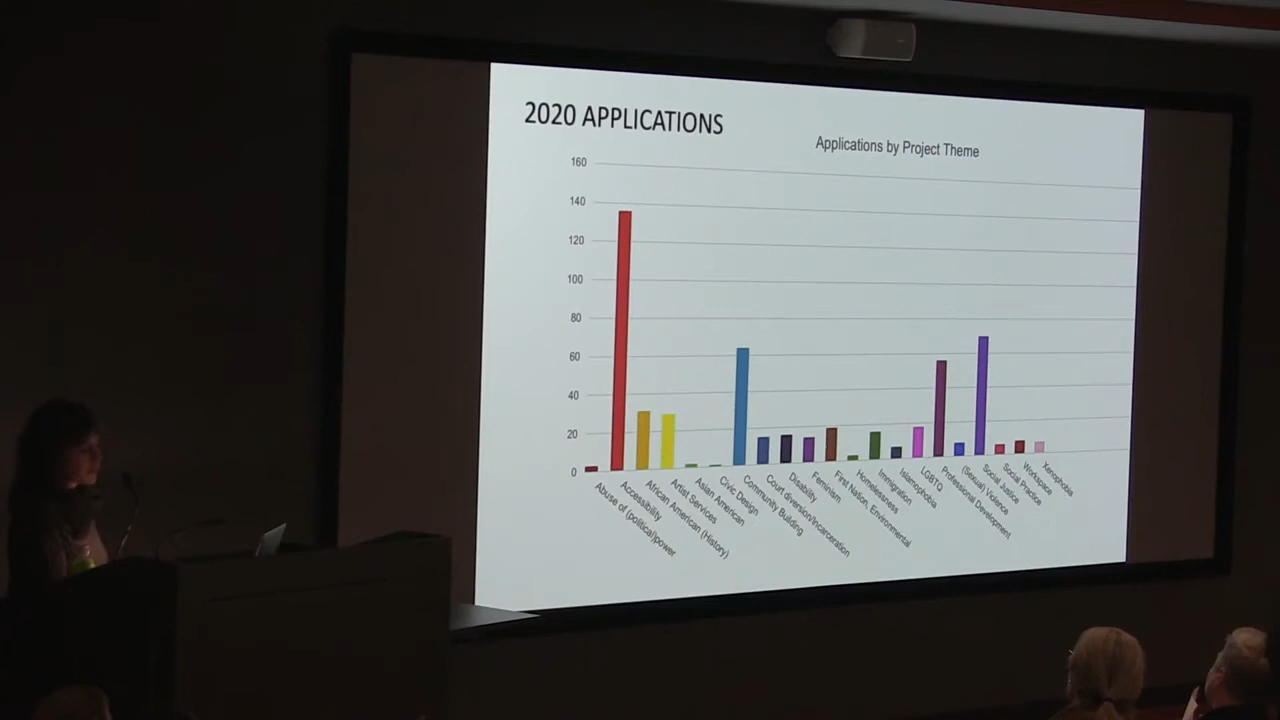 2020 APPLICATIONS
Applications by Project Theme
160
140
120
100
80
60
40
20
0
Abuse of (political)power
Accessibility
African American (History)
Artist Services
Asian American
Civic Design
Community Building
Court diversion/incarceration
Disability
Feminism
First Nation, Environmental
Homelessness
Immigration
Islamophobia
LGBTQ
Professional Development
(Sexual) Violence
Social Justice
Social Practice
Workspace
Xenophobia